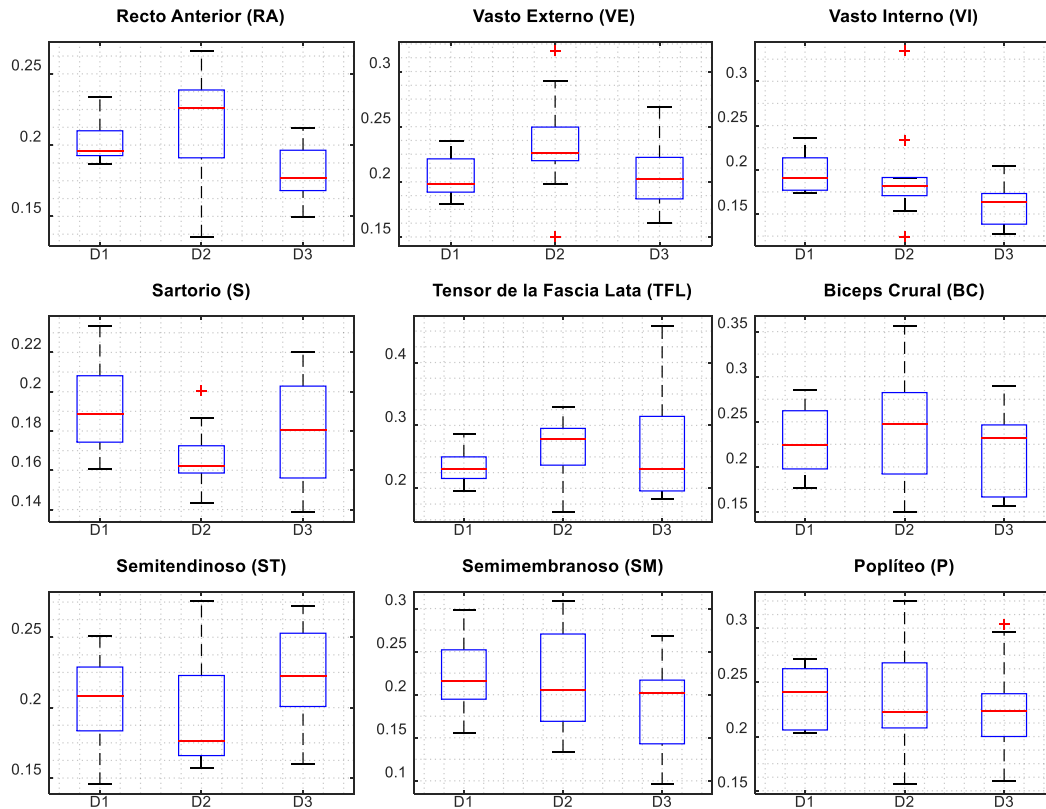 Recto Anterior (RA)
0.25
0.2
0.15
D1 D2 D3
Vasto Externo (VE)
0.3
0.25
0.2
0.15
D1 D2 D3
Vasto Interno (VI)
0.3
0.25
0.2
0.15
D1 D2 D3
Sartorio (S)
0.22
0.2
0.18
0.16
0.14
D1 D2 D3
Tensor de la Fascia Lata (TFL)
0.4
0.3
0.2
D1 D2 D3
Biceps Crural (BC)
0.35
0.3
0.25
0.2
0.15
D1 D2 D3
Semitendinoso (ST)
0.25
0.2
0.15
D1 D2 D3
Semimembranoso (SM)
0.3
0.25
0.2
0.15
0.1
D1 D2 D3
Poplíteo (P)
0.3
0.25
0.2
0.15
D1 D2 D3